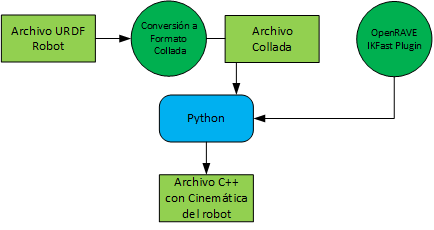 Archivo URDF
Robot
Conversión a
Formato
Collada
Archivo
Collada
OpenRAVE
IKFast Plugin
Python
Archivo C++
con Cinemática
del robot